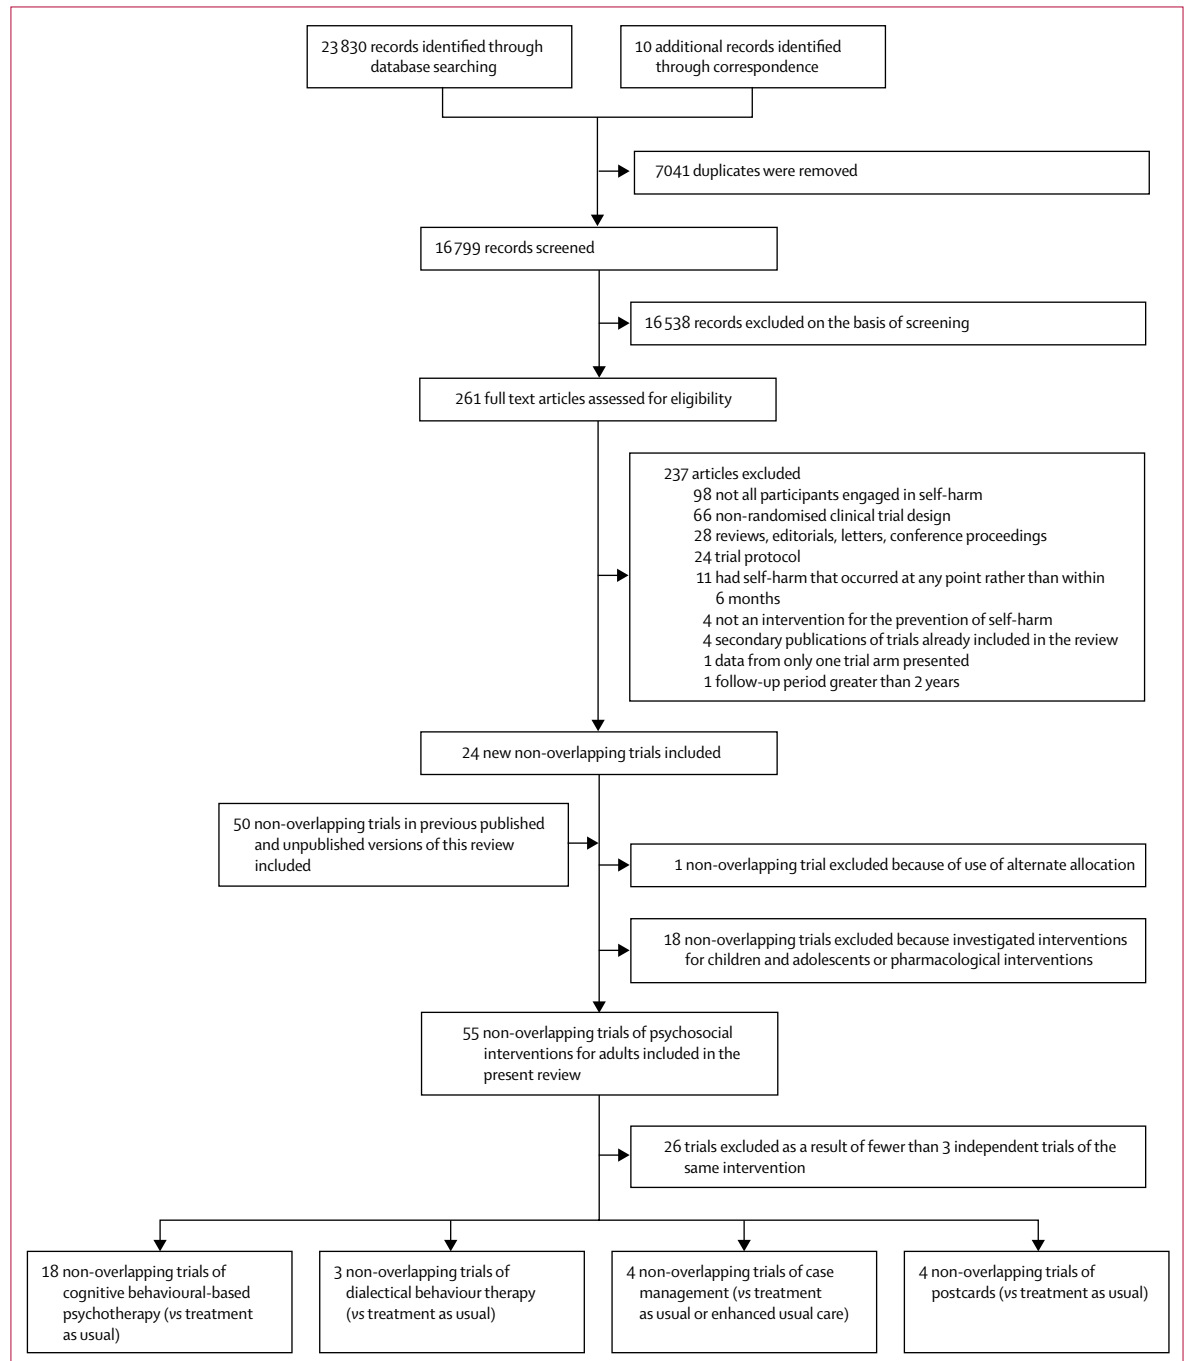 23 830 records identified through
database searching
10 additional records identified
through correspondence
7041 duplicates were removed
16 799 records screened
16 538 records excluded on the basis of screening
261 full text articles assessed for eligibility
237 articles excluded
98 not all participants engaged in self-harm
66 non-randomised clinical trial design
28 reviews, editorials, letters, conference proceedings
24 trial protocol
11 had self-harm that occurred at any point rather than within
6 months
4 not an intervention for the prevention of self-harm
4 secondary publications of trials already included in the review
1 data from only one trial arm presented
1 follow-up period greater than 2 years
24 new non-overlapping trials included
50 non-overlapping trials in previous published
and unpublished versions of this review
included
1 non-overlapping trial excluded because of use of alternate allocation
18 non-overlapping trials excluded because investigated interventions
for children and adolescents or pharmacological interventions
55 non-overlapping trials of psychosocial
interventions for adults included in the
present review
26 trials excluded as a result of fewer than 3 independent trials of the
same intervention
18 non-overlapping trials of
cognitive behavioural-based
psychotherapy (vs treatment
as usual)
3 non-overlapping trials of
dialectical behaviour therapy
(vs treatment as usual)
4 non-overlapping trials of case
management (vs treatment
as usual or enhanced usual care)
4 non-overlapping trials of
postcards (vs treatment as usual)